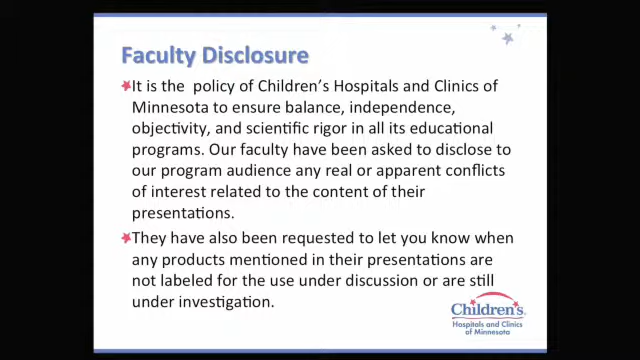 Faculty Disclosure
It is the policy of Children's Hospitals and Clinics of
Minnesota to ensure balance, independence,
objectivity, and scientific rigor in all its educational
programs. Our faculty have been asked to disclose to
our program audience any real or apparent conflicts
of interest related to the content of their
presentations.
They have also been requested to let you know when
any products mentioned in their presentations are
not labeled for the use under discussion or are still
under investigation.
Children's
Hospitals and Clinics
of Minnesota